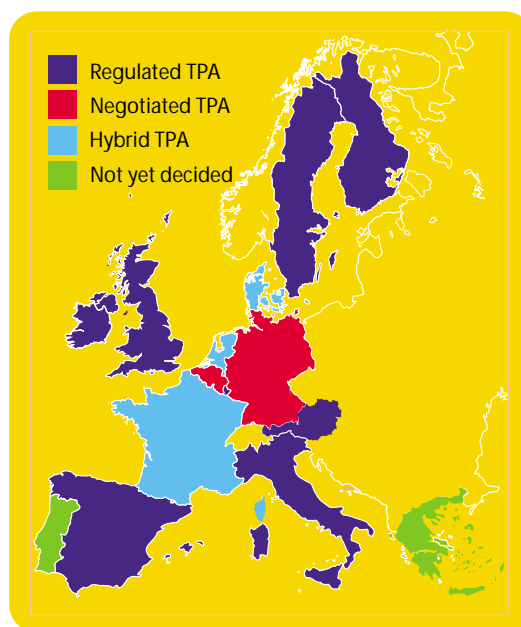 Regulated TPA
Negotiated TPA
Hybrid TPA
Not yet decided